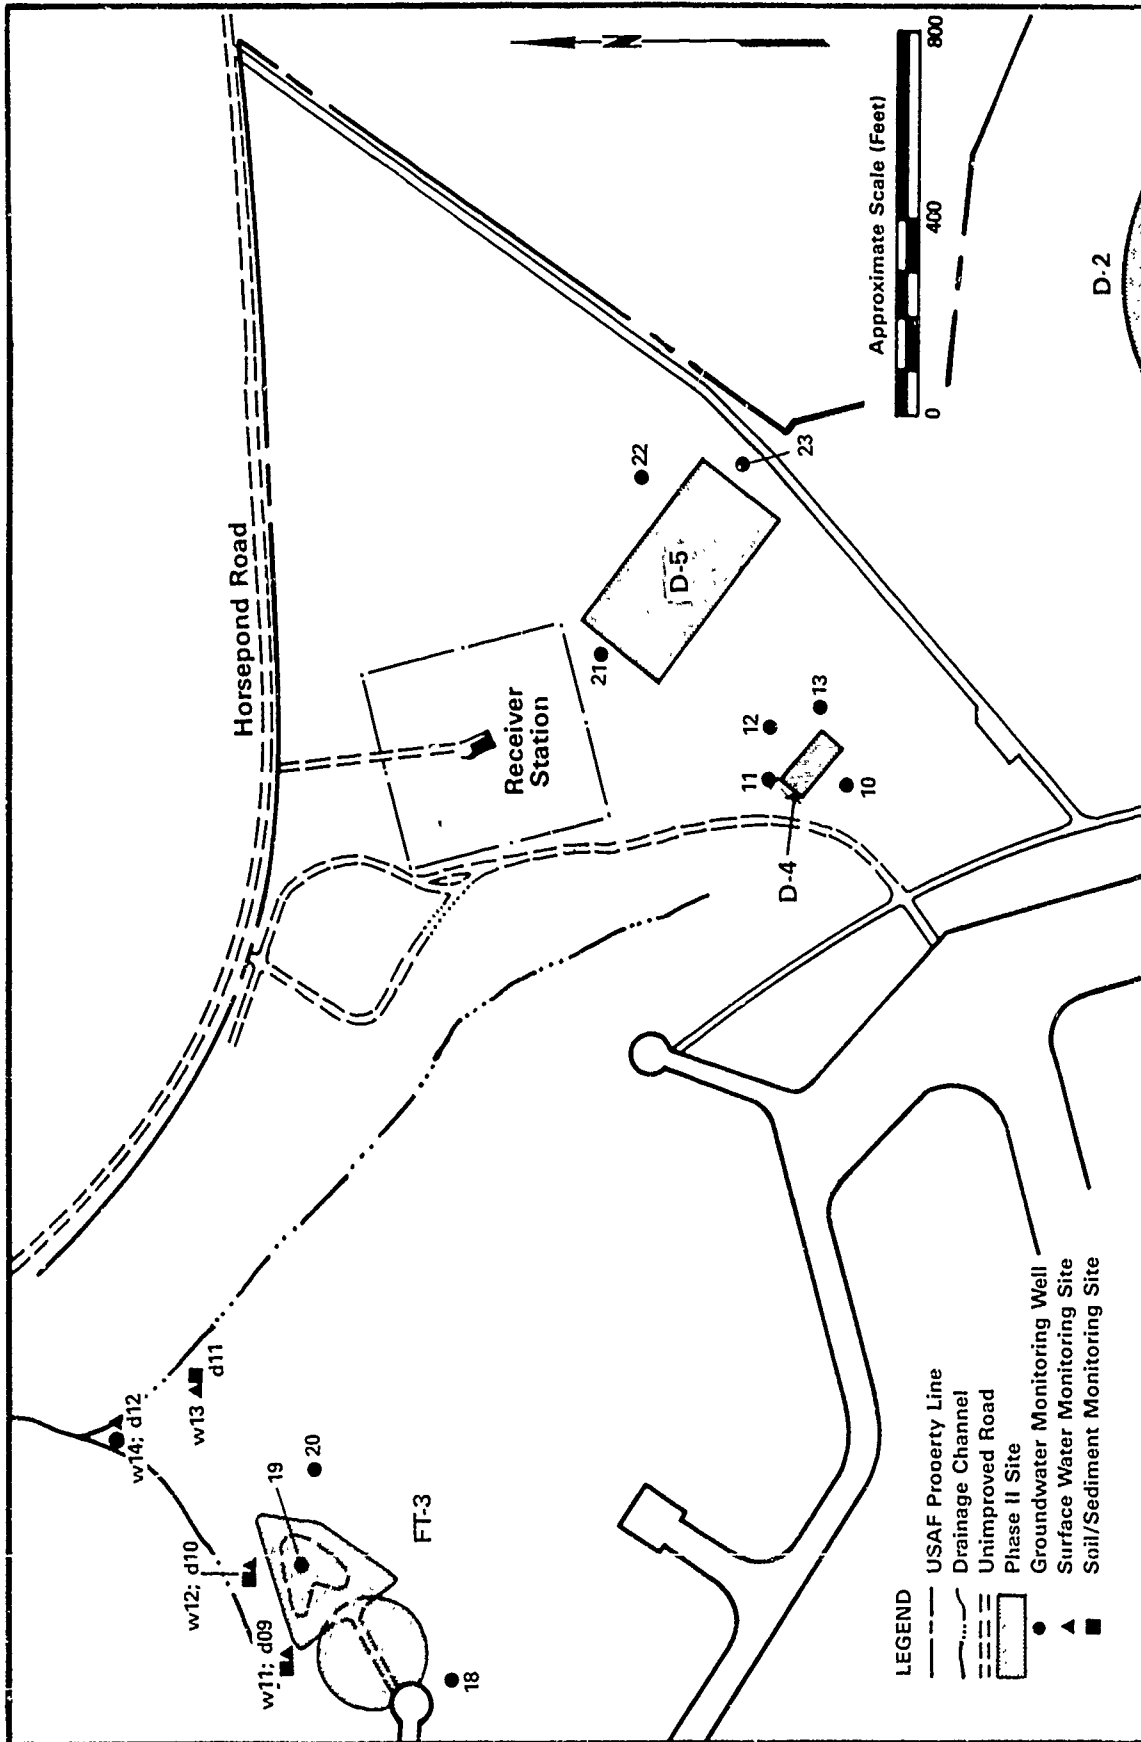 Horsepond Road
N
Approximate Scale (Feet)
0 400 800
D-2
Receiver
Station
22
23
D-5
21
12
13
11
10
D-4
w14; d12
w13
d11
w12; d10
w11; d09
19
20
FT-3
18
LEGEND
USAF Prooerty Line
Drainage Channel
Unimproved Road
Phase II Site
Groundwater Monitoring Well
Surface Water Monitoring Site
Soil/Sediment Monitoring Site